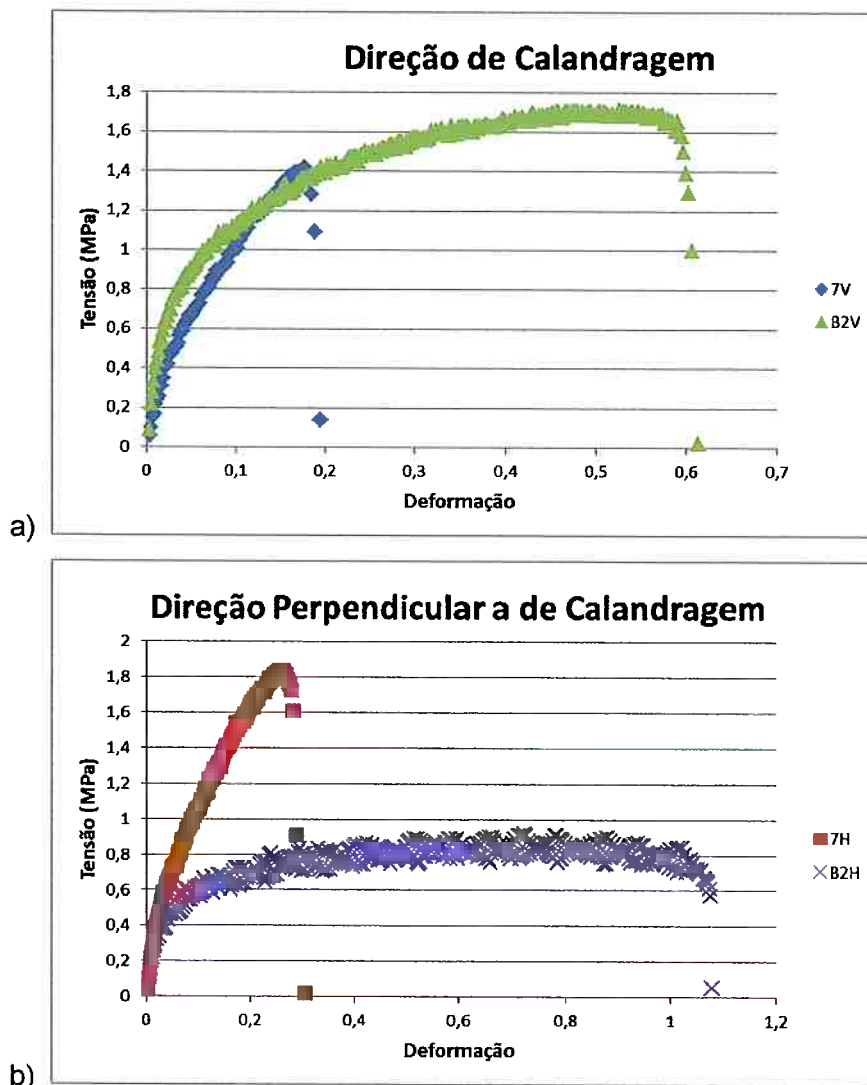 Direção de Calandragem
1,8
1,6
1,4
1,2
1
0,8
0,6
0,4
0,2
0
Tensão (MPa)
0 0,1 0,2 0,3 0,4 0,5 0,6 0,7
Deformação
7V
B2V
a)
Direção Perpendicular a de Calandragem
2
1,8
1,6
1,4
1,2
1
0,8
0,6
0,4
0,2
0
Tensão (MPa)
0 0,2 0,4 0,6 0,8 1 1,2
Deformação
7H
B2H
b)